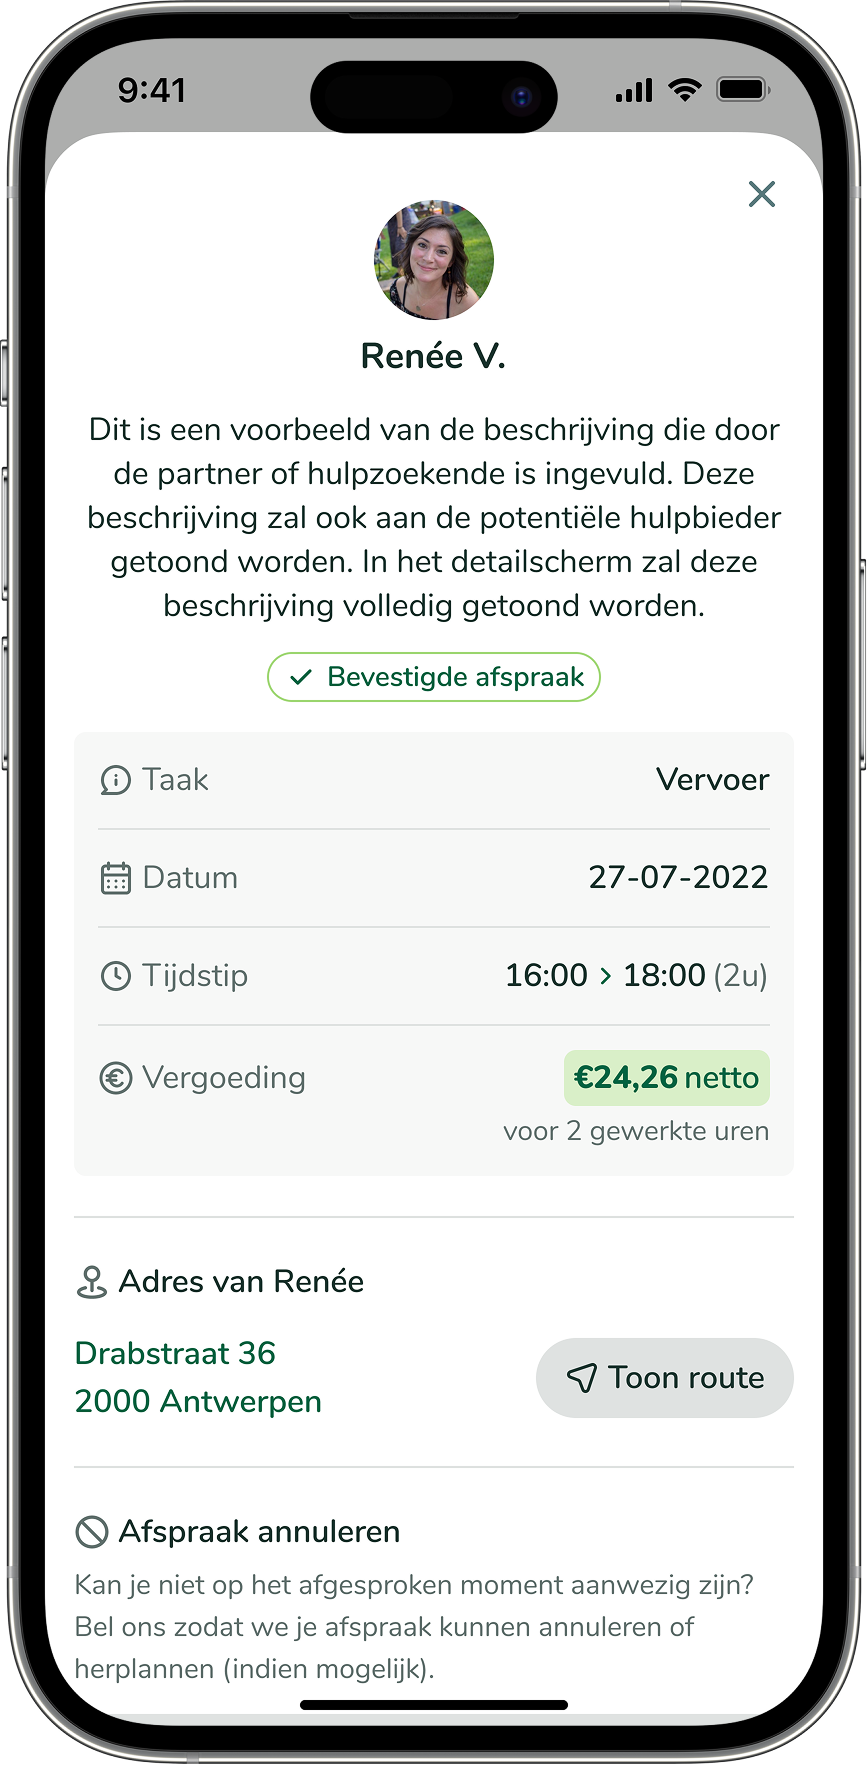 9:41
Renée V.
Dit is een voorbeeld van de beschrijving die door
de partner of hulpzoekende is ingevuld. Deze
beschrijving zal ook aan de potentiële hulpbieder
getoond worden. In het detailscherm zal deze
beschrijving volledig getoond worden.
Bevestigde afspraak
Taak Vervoer
Datum 27-07-2022
Tijdstip 16:00 > 18:00 (2u)
Vergoeding €24,26 netto
voor 2 gewerkte uren
Adres van Renée
Drabstraat 36
2000 Antwerpen
Toon route
Afspraak annuleren
Kan je niet op het afgesproken moment aanwezig zijn?
Bel ons zodat we je afspraak kunnen annuleren of
herplannen (indien mogelijk).